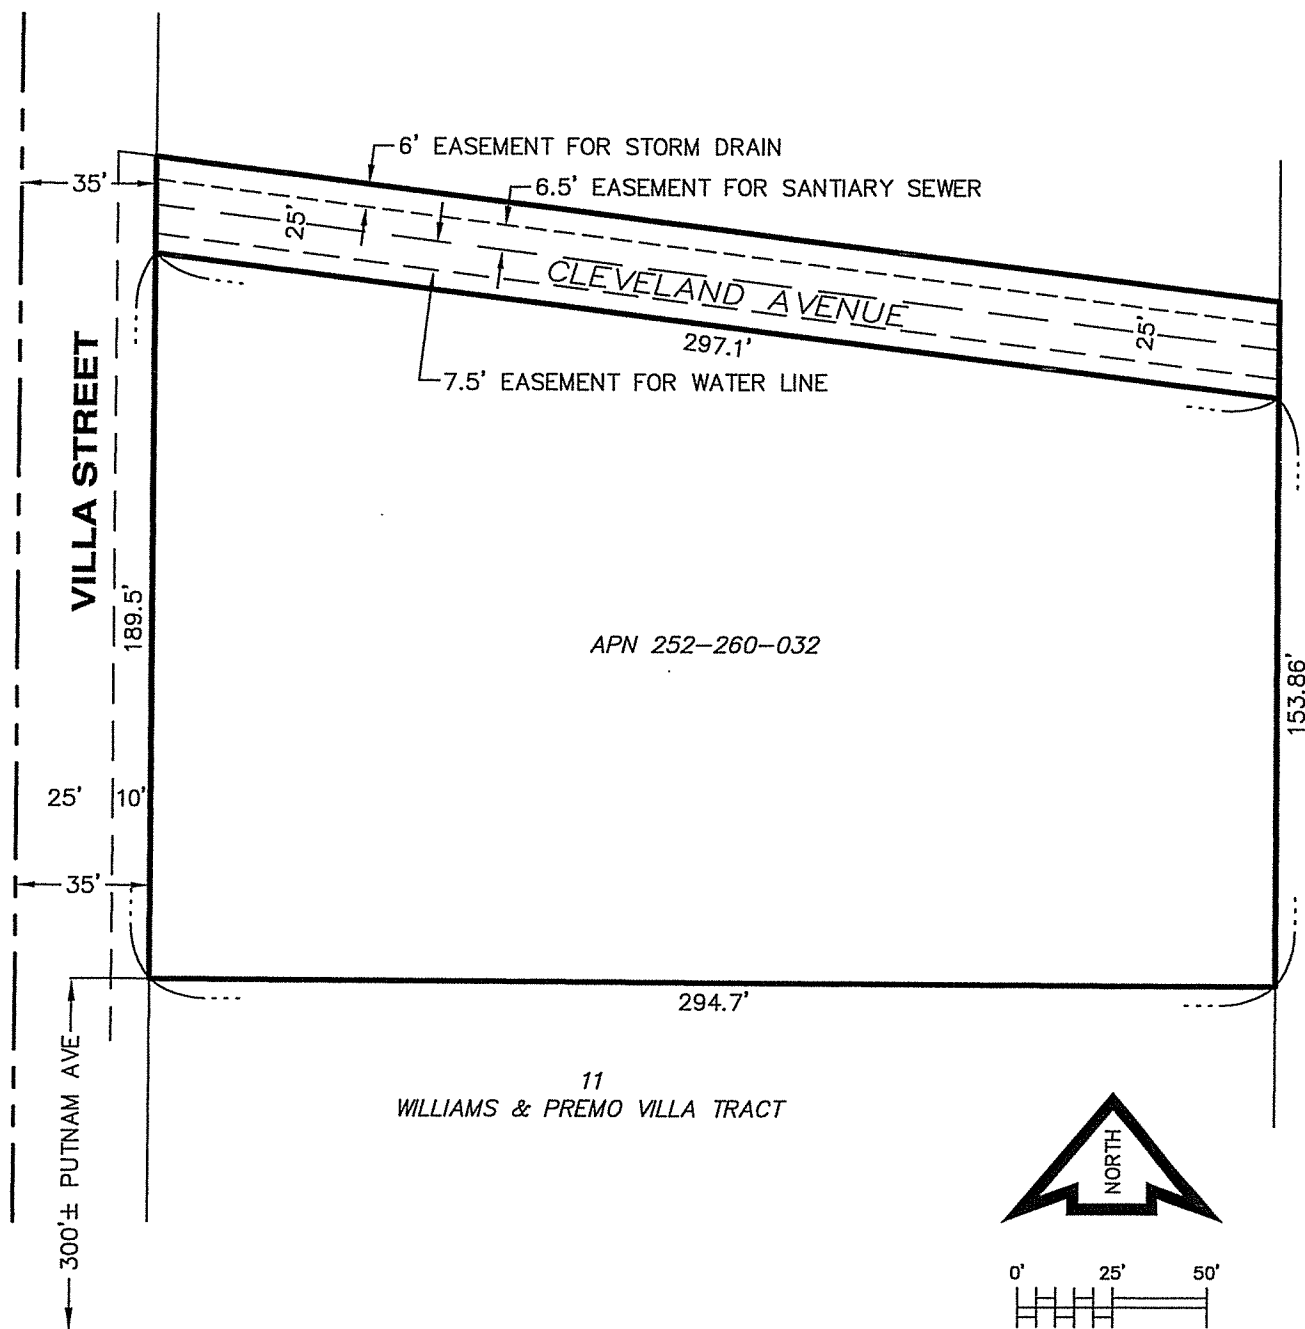 6' EASEMENT FOR STORM DRAIN
35'
6.5' EASEMENT FOR SANTIARY SEWER
25'
CLEVELAND AVENUE
25'
297.1'
7.5' EASEMENT FOR WATER LINE
VILLA STREET
189.5'
APN 252-260-032
153.86'
25'
10'
35'
294.7'
300'± PUTNAM AVE
11
WILLIAMS & PREMO VILLA TRACT
NORTH
0' 25' 50'